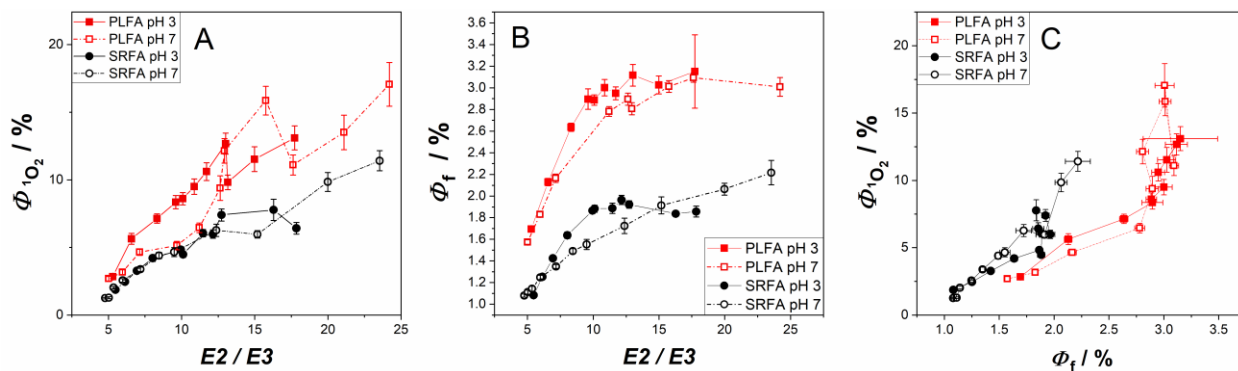 PLFA pH 3
PLFA pH 7
SRFA pH 3
SRFA pH 7
A
20
10
0
Φ1O2 / %
5 10 15 20 25
E2 / E3
B
3.6
3.4
3.2
3.0
2.8
2.6
2.4
2.2
2.0
1.8
1.6
1.4
1.2
1.0
Φf / %
PLFA pH 3
PLFA pH 7
SRFA pH 3
SRFA pH 7
0 5 10 15 20 25
E2 / E3
PLFA pH 3
PLFA pH 7
SRFA pH 3
SRFA pH 7
C
20
15
10
5
0
Φ1O2 / %
1.0 1.5 2.0 2.5 3.0 3.5
Φf / %